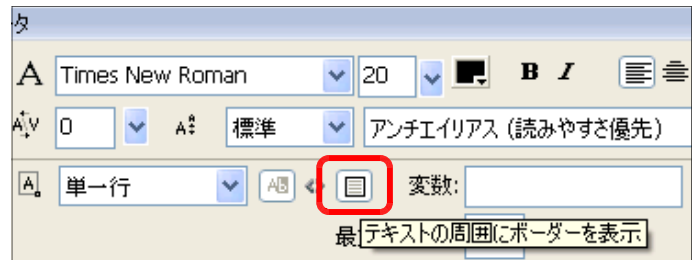 タ
A Times New Roman 20 B I
A/V 0 A 標準 アンチエイリアス (読みやすさ優先)
A 単一行 AB <> 変数:
最 テキストの周囲にボーダーを表示